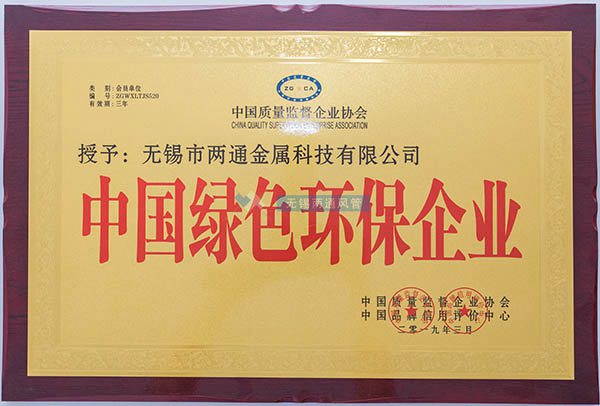 类 别:会员单位
编 号:ZGWXLTJS520
有效期:三年
ZG CA
中国质量监督企业协会
CHINA QUALITY SUPERVISION ENTERPRISE ASSOCIATION
授予：无锡市两通金属科技有限公司
中国绿色环保企业
无锡两通风管
中国质量监督企业协会
中国品牌信用评价中心
二零一九年三月